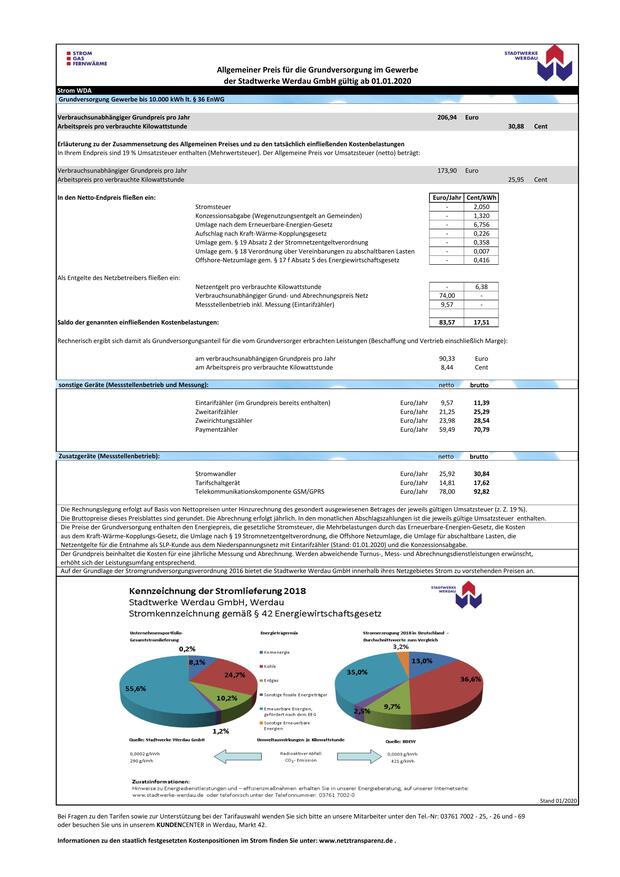 STROM
GAS
FERNWÄRME
STADTWERKE
WERDAU
Allgemeiner Preis für die Grundversorgung im Gewerbe
der Stadtwerke Werdau GmbH gültig ab 01.01.2020
Strom WDA
Grundversorgung Gewerbe bis 10.000 kWh lt. § 36 EnWG
Verbrauchsunabhängiger Grundpreis pro Jahr 206,94 Euro
Arbeitspreis pro verbrauchte Kilowattstunde 30,88 Cent
Erläuterung zu der Zusammensetzung des Allgemeinen Preises und zu den tatsächlich einfließenden Kostenbelastungen
In Ihrem Endpreis sind 19 % Umsatzsteuer enthalten (Mehrwertsteuer). Der Allgemeine Preis vor Umsatzsteuer (netto) beträgt:
Verbrauchsunabhängiger Grundpreis pro Jahr 173,90 Euro
Arbeitspreis pro verbrauchte Kilowattstunde 25,95 Cent
In den Netto-Endpreis fließen ein: Euro/Jahr Cent/kWh
Stromsteuer - 2,050
Konzessionsabgabe (Wegenutzungsentgelt an Gemeinden) - 1,320
Umlage nach dem Erneuerbare-Energien-Gesetz - 6,756
Aufschlag nach Kraft-Wärme-Kopplungsgesetz - 0,226
Umlage gem. § 19 Absatz 2 der Stromnetzentgeltverordnung - 0,358
Umlage gem. § 18 Verordnung über Vereinbarungen zu abschaltbaren Lasten - 0,007
Offshore-Netzumlage gem. § 17 f Absatz 5 des Energiewirtschaftsgesetz - 0,416
Als Entgelte des Netzbetreibers fließen ein:
Netzentgelt pro verbrauchte Kilowattstunde - 6,38
Verbrauchsunabhängiger Grund- und Abrechnungspreis Netz 74,00 -
Messstellenbetrieb inkl. Messung (Eintarifzähler) 9,57 -
Saldo der genannten einfließenden Kostenbelastungen: 83,57 17,51
Rechnerisch ergibt sich damit als Grundversorgungsanteil für die vom Grundversorger erbrachten Leistungen (Beschaffung und Vertrieb einschließlich Marge):
am verbrauchsunabhängigen Grundpreis pro Jahr 90,33 Euro
am Arbeitspreis pro verbrauchte Kilowattstunde 8,44 Cent
sonstige Geräte (Messstellenbetrieb und Messung): netto brutto
Eintarifzähler (im Grundpreis bereits enthalten) Euro/Jahr 9,57 11,39
Zweitarifzähler Euro/Jahr 21,25 25,29
Zweirichtungszähler Euro/Jahr 23,98 28,54
Paymentzähler Euro/Jahr 59,49 70,79
Zusatzgeräte (Messstellenbetrieb): netto brutto
Stromwandler Euro/Jahr 25,92 30,84
Tarifschaltgerät Euro/Jahr 14,81 17,62
Telekommunikationskomponente GSM/GPRS Euro/Jahr 78,00 92,82
Die Rechnungslegung erfolgt auf Basis von Nettopreisen unter Hinzurechnung des gesondert ausgewiesenen Betrages der jeweils gültigen Umsatzsteuer (z. Z. 19 %).
Die Bruttopreise dieses Preisblattes sind gerundet. Die Abrechnung erfolgt jährlich. In den monatlichen Abschlagszahlungen ist die jeweils gültige Umsatzsteuer enthalten.
Die Preise der Grundversorgung enthalten den Energiepreis, die gesetzliche Stromsteuer, die Mehrbelastungen durch das Erneuerbare-Energien-Gesetz, die Kosten
aus dem Kraft-Wärme-Kopplungs-Gesetz, die Umlage nach § 19 Stromnetzentgeltverordnung, die Offshore Netzumlage, die Umlage für abschaltbare Lasten, die
Netzentgelte für die Entnahme als SLP-Kunde aus dem Niederspannungsnetz mit Eintarifzähler (Stand: 01.01.2020) und die Konzessionsabgabe.
Der Grundpreis beinhaltet die Kosten für eine jährliche Messung und Abrechnung. Werden abweichende Turnus-, Mess- und Abrechnungsdienstleistungen erwünscht,
erhöht sich der Leistungsumfang entsprechend.
Auf der Grundlage der Stromgrundversorgungsverordnung 2016 bietet die Stadtwerke Werdau GmbH innerhalb ihres Netzgebietes Strom zu vorstehenden Preisen an.
Kennzeichnung der Stromlieferung 2018
Stadtwerke Werdau GmbH, Werdau
Stromkennzeichnung gemäß § 42 Energiewirtschaftsgesetz
STADTWERKE
WERDAU
Unternehmensportfolio-
Gesamtstromlieferung
Energieträgermix
Stromerzeugung 2018 in Deutschland –
Durchschnittswerte zum Vergleich
0,2%
8,1%
24,7%
10,2%
1,2%
55,6%
Kernenergie
Kohle
Erdgas
Sonstige fossile Energieträger
Erneuerbare Energien,
gefördert nach dem EEG
Sonstige Erneuerbare
Energien
3,2%
13,0%
36,6%
9,7%
2,5%
35,0%
Quelle: Stadtwerke Werdau GmbH
Umweltauswirkungen je Kilowattstunde
Quelle: BDEW
0,0002 g/kWh
290 g/kWh
Radioaktiver Abfall
CO2- Emission
0,0003 g/kWh
421 g/kWh
Zusatzinformationen:
Hinweise zu Energiedienstleistungen und – effizienzmaßnahmen erhalten Sie in unserer Energieberatung, auf unserer Internetseite:
www.stadtwerke-werdau.de oder telefonisch unter der Telefonnummer: 03761 7002-0
Stand 01/2020
Bei Fragen zu den Tarifen sowie zur Unterstützung bei der Tarifauswahl wenden Sie sich bitte an unsere Mitarbeiter unter den Tel.-Nr: 03761 7002 - 25, - 26 und - 69
oder besuchen Sie uns in unserem KUNDENCENTER in Werdau, Markt 42.
Informationen zu den staatlich festgesetzten Kostenpositionen im Strom finden Sie unter: www.netztransparenz.de .